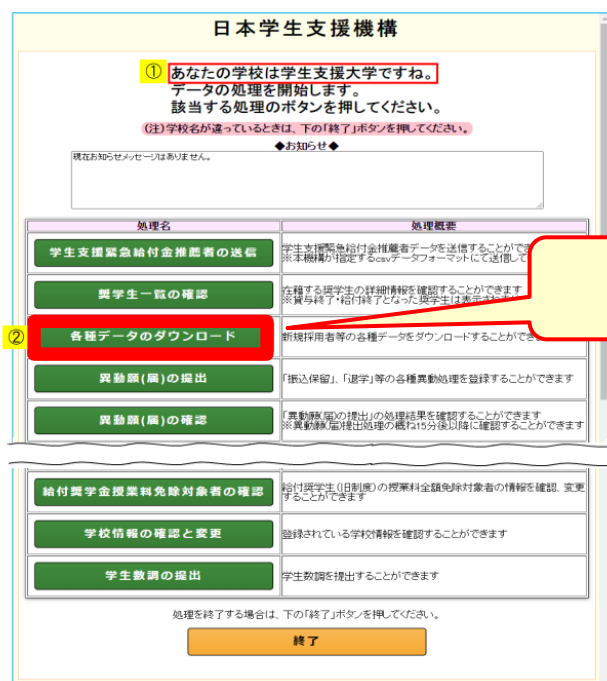 日本学生支援機構
① あなたの学校は学生支援大学ですね。
データの処理を開始します。
該当する処理のボタンを押してください。
(注)学校名が違っているときは、下の「終了」ボタンを押してください。
◆お知らせ◆
現在お知らせメッセージはありません。
処理名 処理概要
学生支援緊急給付金推薦者の送信
学生支援緊急給付金推薦者データを送信することができ
※本機構が指定するcsvデータフォーマットにて送信して
奨学生一覧の確認
在籍する奨学生の詳細情報を確認することができます
※貸与終了・給付終了となった奨学生は表示されま
②
各種データのダウンロード
新規採用者等の各種データをダウンロードすることができ
異動願(届)の提出
「振込保留」、「退学」等の各種異動処理を登録することができます
異動願(届)の確認
「異動願(届)の提出」の処理結果を確認することができます
※異動願(届)提出処理の概ね15分後以降に確認することができます
給付奨学金授業料免除対象者の確認
給付奨学生(旧制度)の授業料全額免除対象者の情報を確認、変更
することができます
学校情報の確認と変更
登録されている学校情報を確認することができます
学生数調の提出
学生数調を提出することができます
処理を終了する場合は、下の「終了」ボタンを押してください。
終了